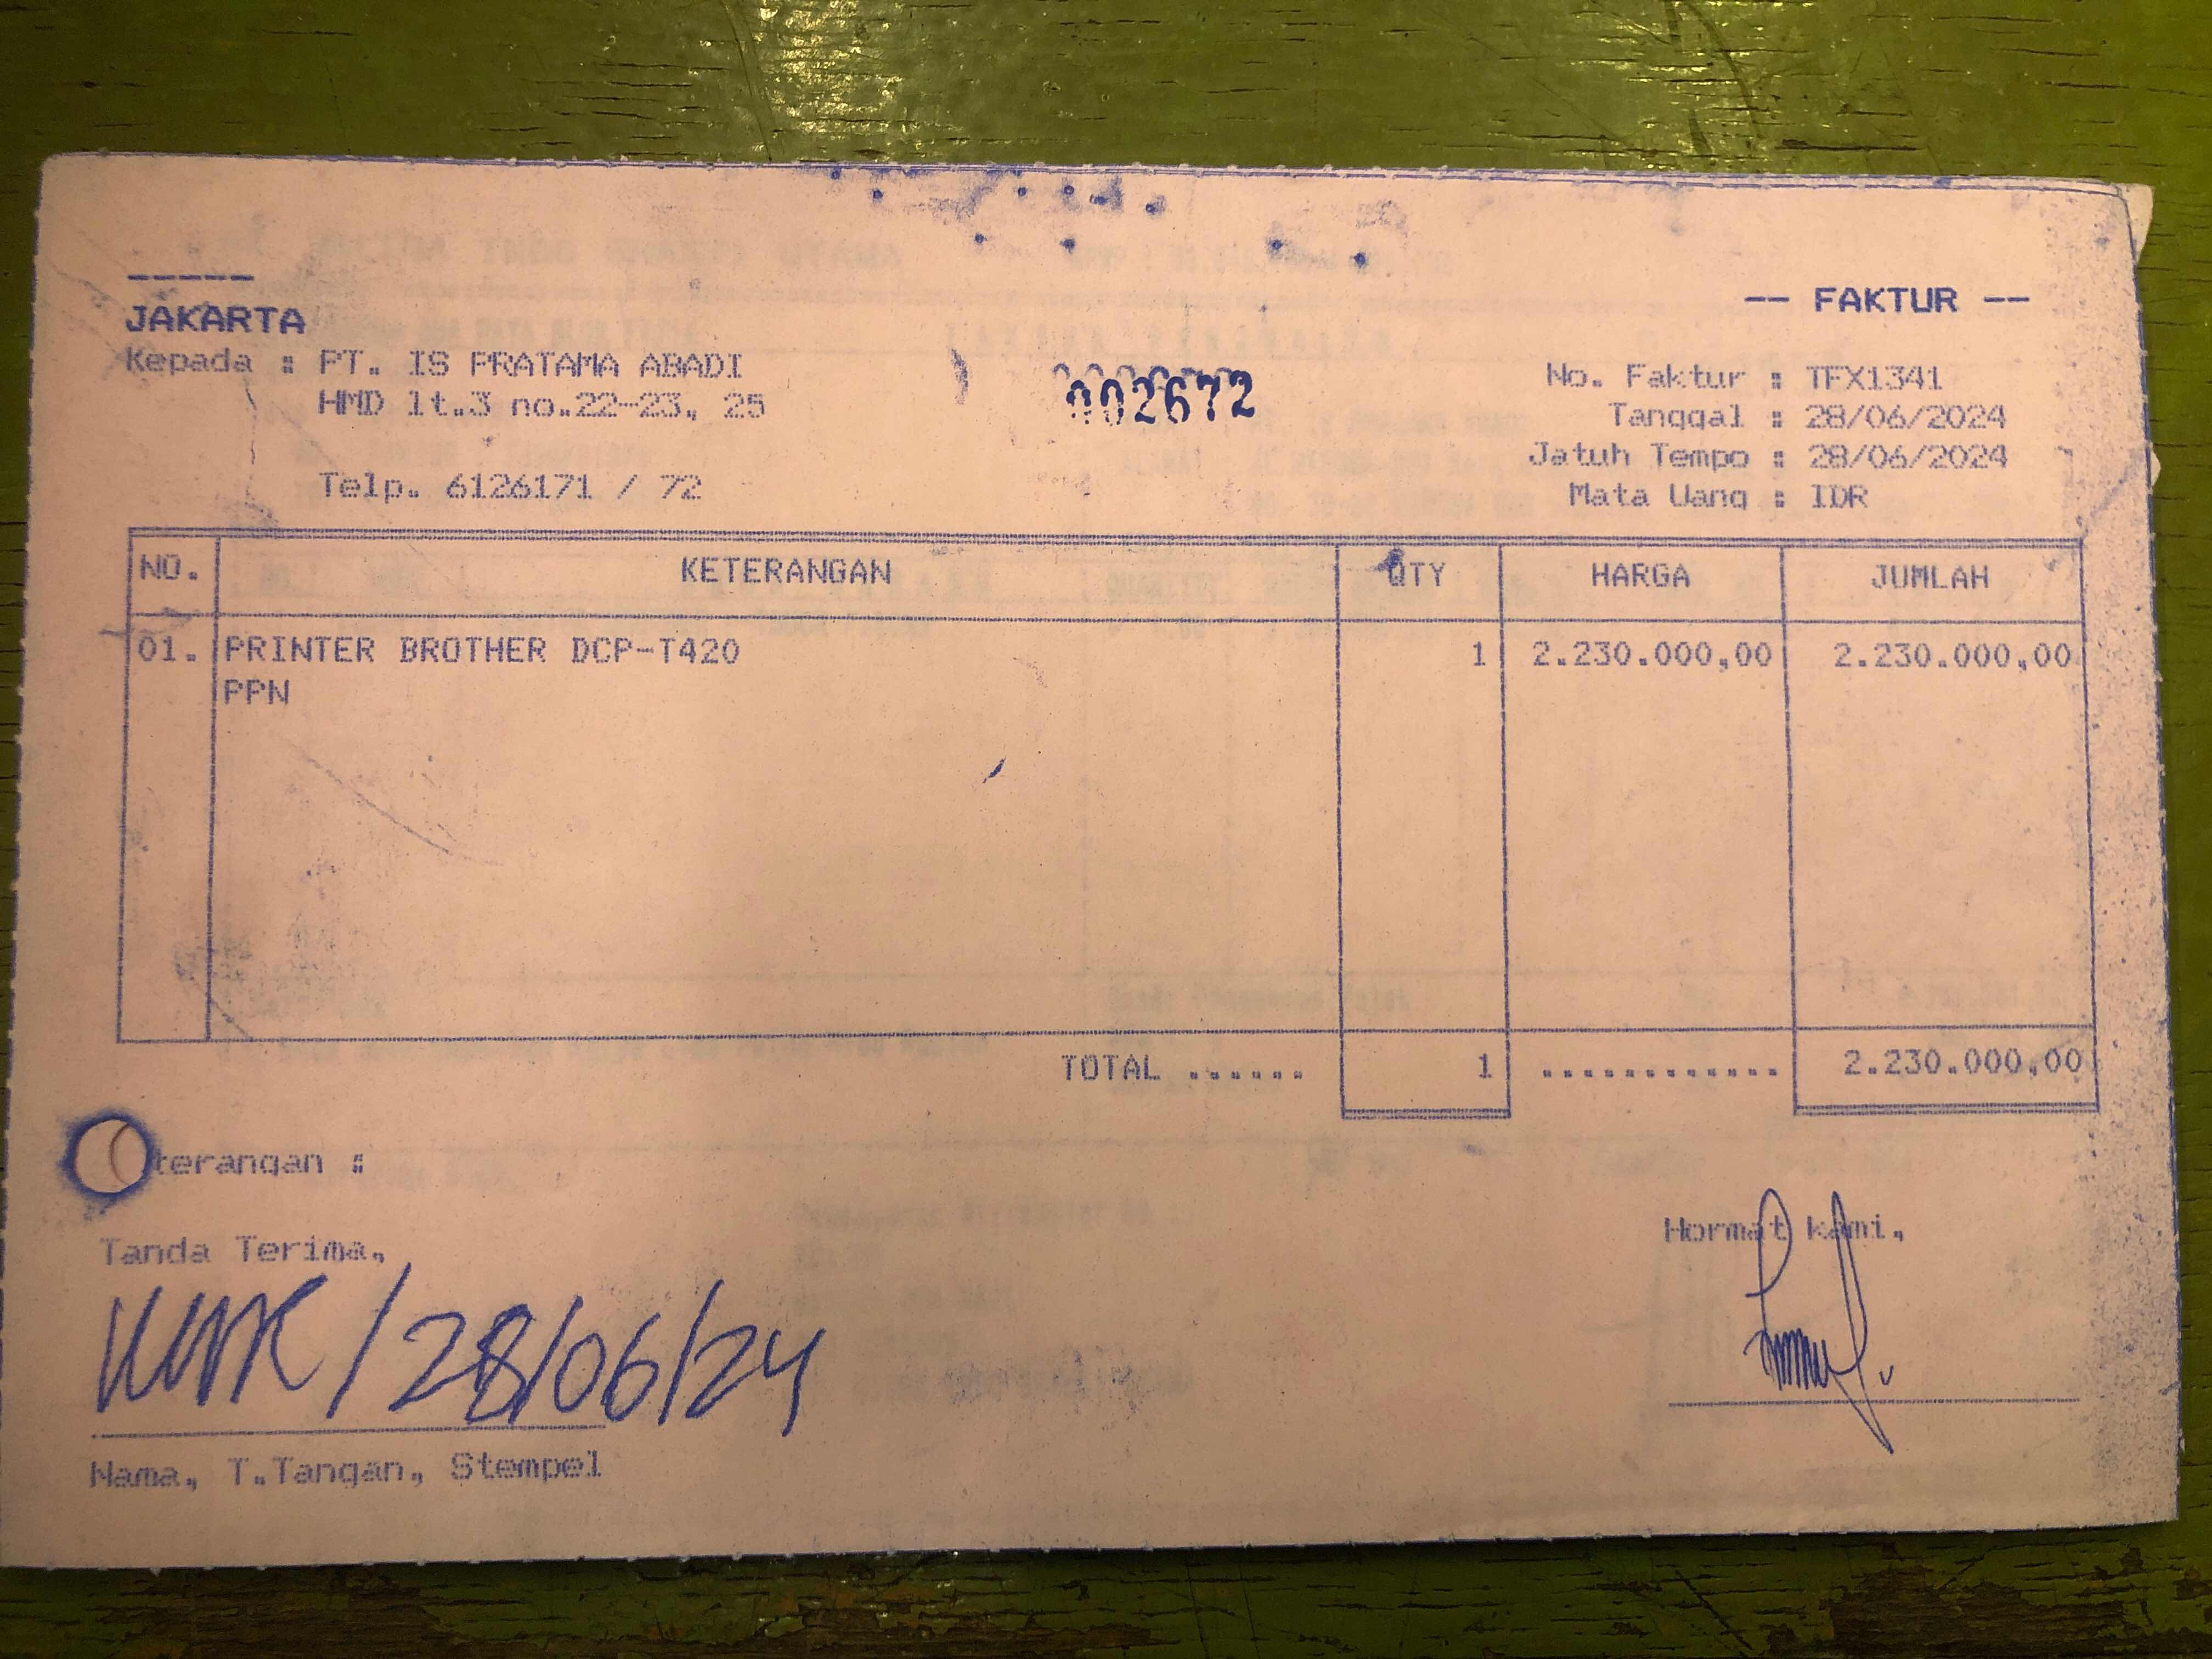 -----
JAKARTA
-- FAKTUR --
Kepada : PT. IS PRATAMA ABADI
HMD lt.3 no.22-23, 25
Telp. 6126171 / 72
002672
No. Faktur : TFX1341
Tanggal : 28/06/2024
Jatuh Tempo : 28/06/2024
Mata Uang : IDR
NO. KETERANGAN QTY HARGA JUMLAH
01. PRINTER BROTHER DCP-T420 1 2.230.000,00 2.230.000,00
PPN
TOTAL ...... 1 ............ 2.230.000,00
terangan :
Tanda Terima, Hormat Kami,
/28/06/24
Nama, T.Tangan, Stempel